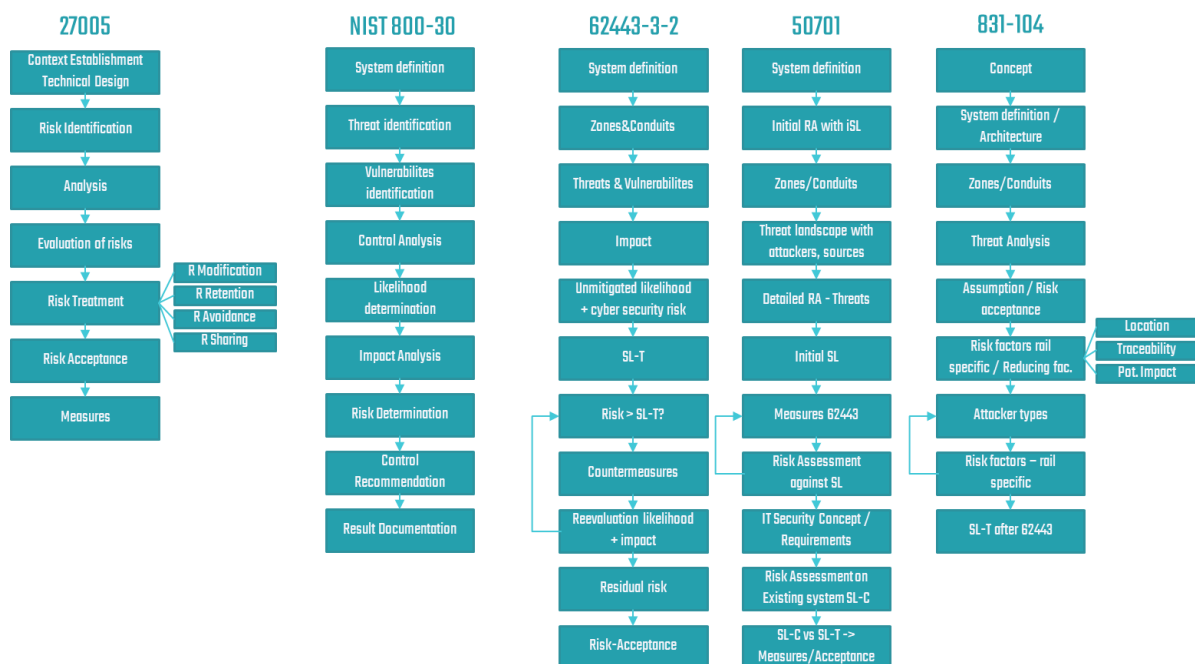 27005
Context Establishment
Technical Design
Risk Identification
Analysis
Evaluation of risks
Risk Treatment
R Modification
R Retention
R Avoidance
R Sharing
Risk Acceptance
Measures
NIST 800-30
System definition
Threat identification
Vulnerabilites
identification
Control Analysis
Likelihood
determination
Impact Analysis
Risk Determination
Control
Recommendation
Result Documentation
62443-3-2
System definition
Zones&Conduits
Threats & Vulnerabilites
Impact
Unmitigated likelihood
+ cyber security risk
SL-T
Risk > SL-T?
Countermeasures
Reevaluation likelihood
+ impact
Residual risk
Risk-Acceptance
50701
System definition
Initial RA with iSL
Zones/Conduits
Threat landscape with
attackers, sources
Detailed RA - Threats
Initial SL
Measures 62443
Risk Assessment
against SL
IT Security Concept /
Requirements
Risk Assessment on
Existing system SL-C
SL-C vs SL-T ->
Measures/Acceptance
831-104
Concept
System definition /
Architecture
Zones/Conduits
Threat Analysis
Assumption / Risk
acceptance
Risk factors rail
specific / Reducing fac.
Location
Traceability
Pot. Impact
Attacker types
Risk factors – rail
specific
SL-T after 62443